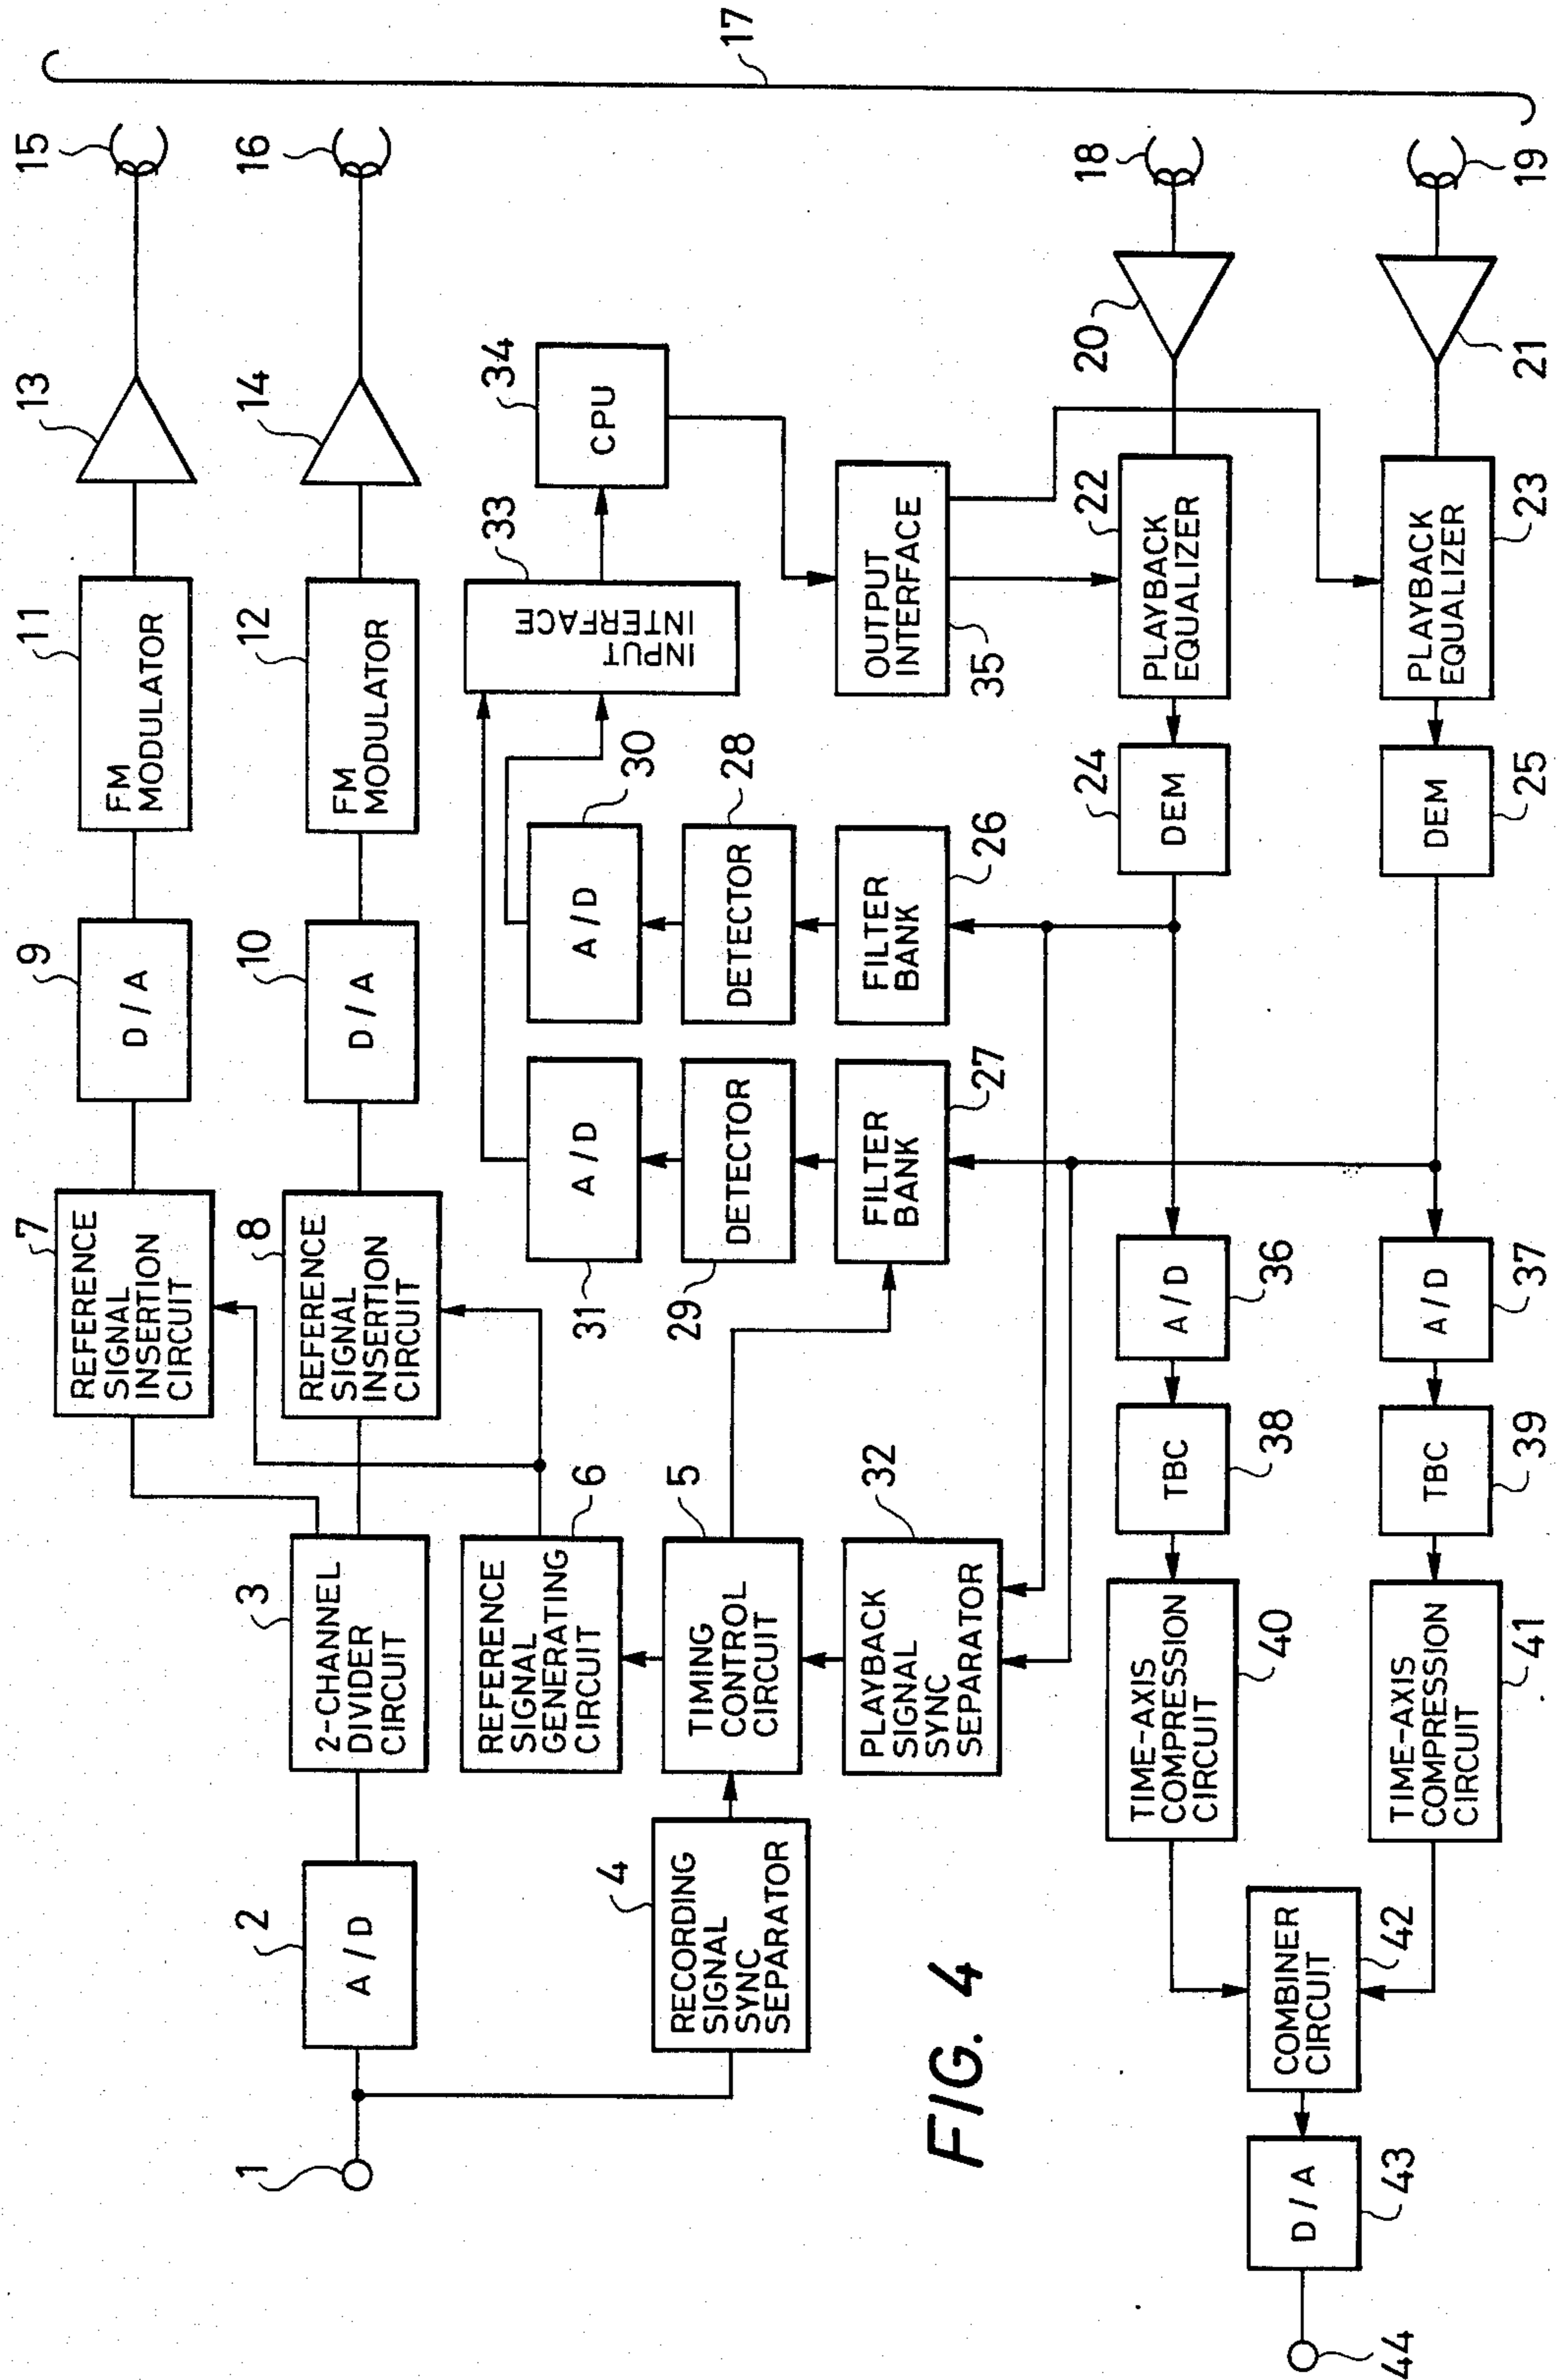 1
2
A / D
3
2-CHANNEL
DIVIDER
CIRCUIT
7
REFERENCE
SIGNAL
INSERTION
CIRCUIT
8
REFERENCE
SIGNAL
INSERTION
CIRCUIT
9
D / A
10
D / A
11
FM
MODULATOR
12
FM
MODULATOR
13
14
15
16
17
4
RECORDING
SIGNAL
SYNC
SEPARATOR
6
REFERENCE
SIGNAL
GENERATING
CIRCUIT
5
TIMING
CONTROL
CIRCUIT
32
PLAYBACK
SIGNAL
SYNC
SEPARATOR
31
A / D
30
A / D
29
DETECTOR
28
DETECTOR
27
FILTER
BANK
26
FILTER
BANK
33
INPUT
INTERFACE
34
CPU
35
OUTPUT
INTERFACE
18
20
22
PLAYBACK
EQUALIZER
24
DEM
36
A / D
38
TBC
40
TIME-AXIS
COMPRESSION
CIRCUIT
19
21
23
PLAYBACK
EQUALIZER
25
DEM
37
A / D
39
TBC
41
TIME-AXIS
COMPRESSION
CIRCUIT
42
COMBINER
CIRCUIT
43
D / A
44
FIG. 4